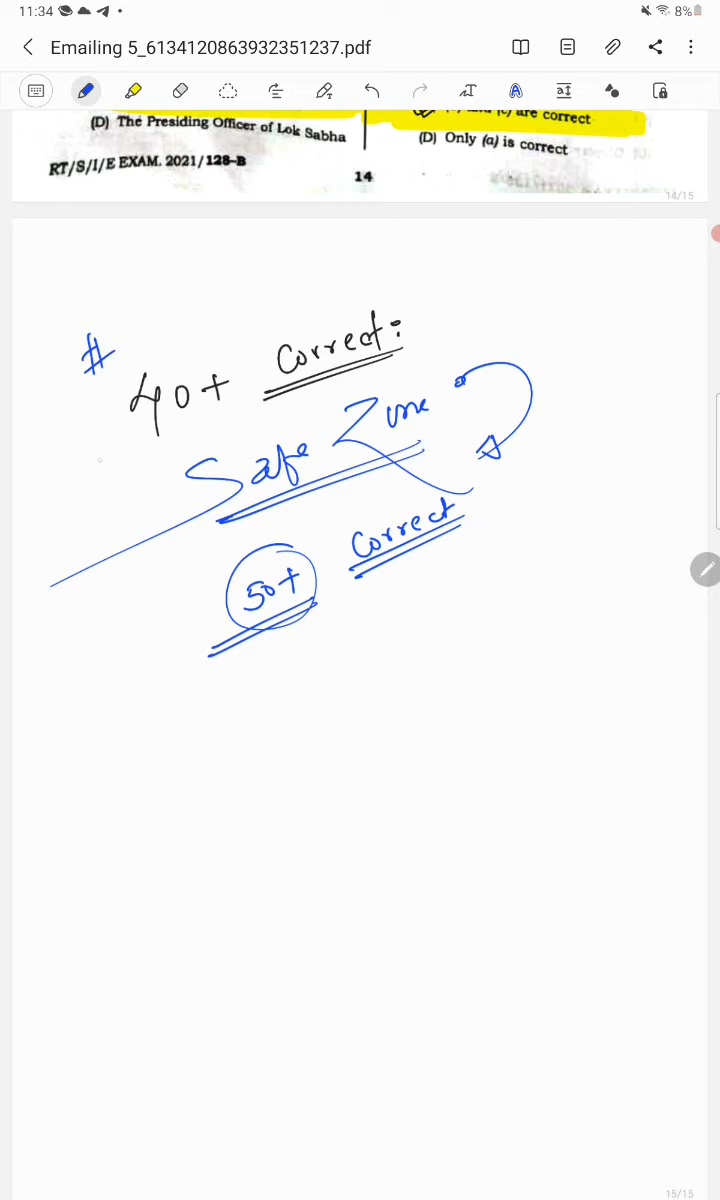 11:34
8%
Emailing 5_6134120863932351237.pdf
(D) The Presiding Officer of Lok Sabha
are correct
(D) Only (a) is correct
RT/S/I/E EXAM. 2021/128-B
14
14/15
# 40+ Correct:
Safe Zone
50+ Correct
15/15